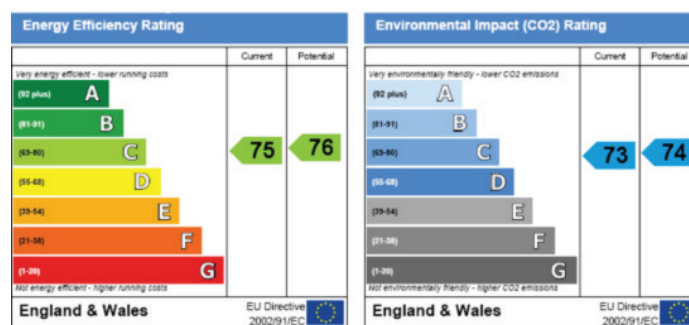 Energy Efficiency Rating
Current Potential
Very energy efficient - lower running costs
(92 plus) A
(81-91) B
(69-80) C
75 76
(55-68) D
(39-54) E
(21-38) F
(1-20) G
Not energy efficient - higher running costs
England & Wales
EU Directive
2002/91/EC
Environmental Impact (CO2) Rating
Current Potential
Very environmentally friendly - lower CO2 emissions
(92 plus) A
(81-91) B
(69-80) C
73 74
(55-68) D
(39-54) E
(21-38) F
(1-20) G
Not environmentally friendly - higher CO2 emissions
England & Wales
EU Directive
2002/91/EC